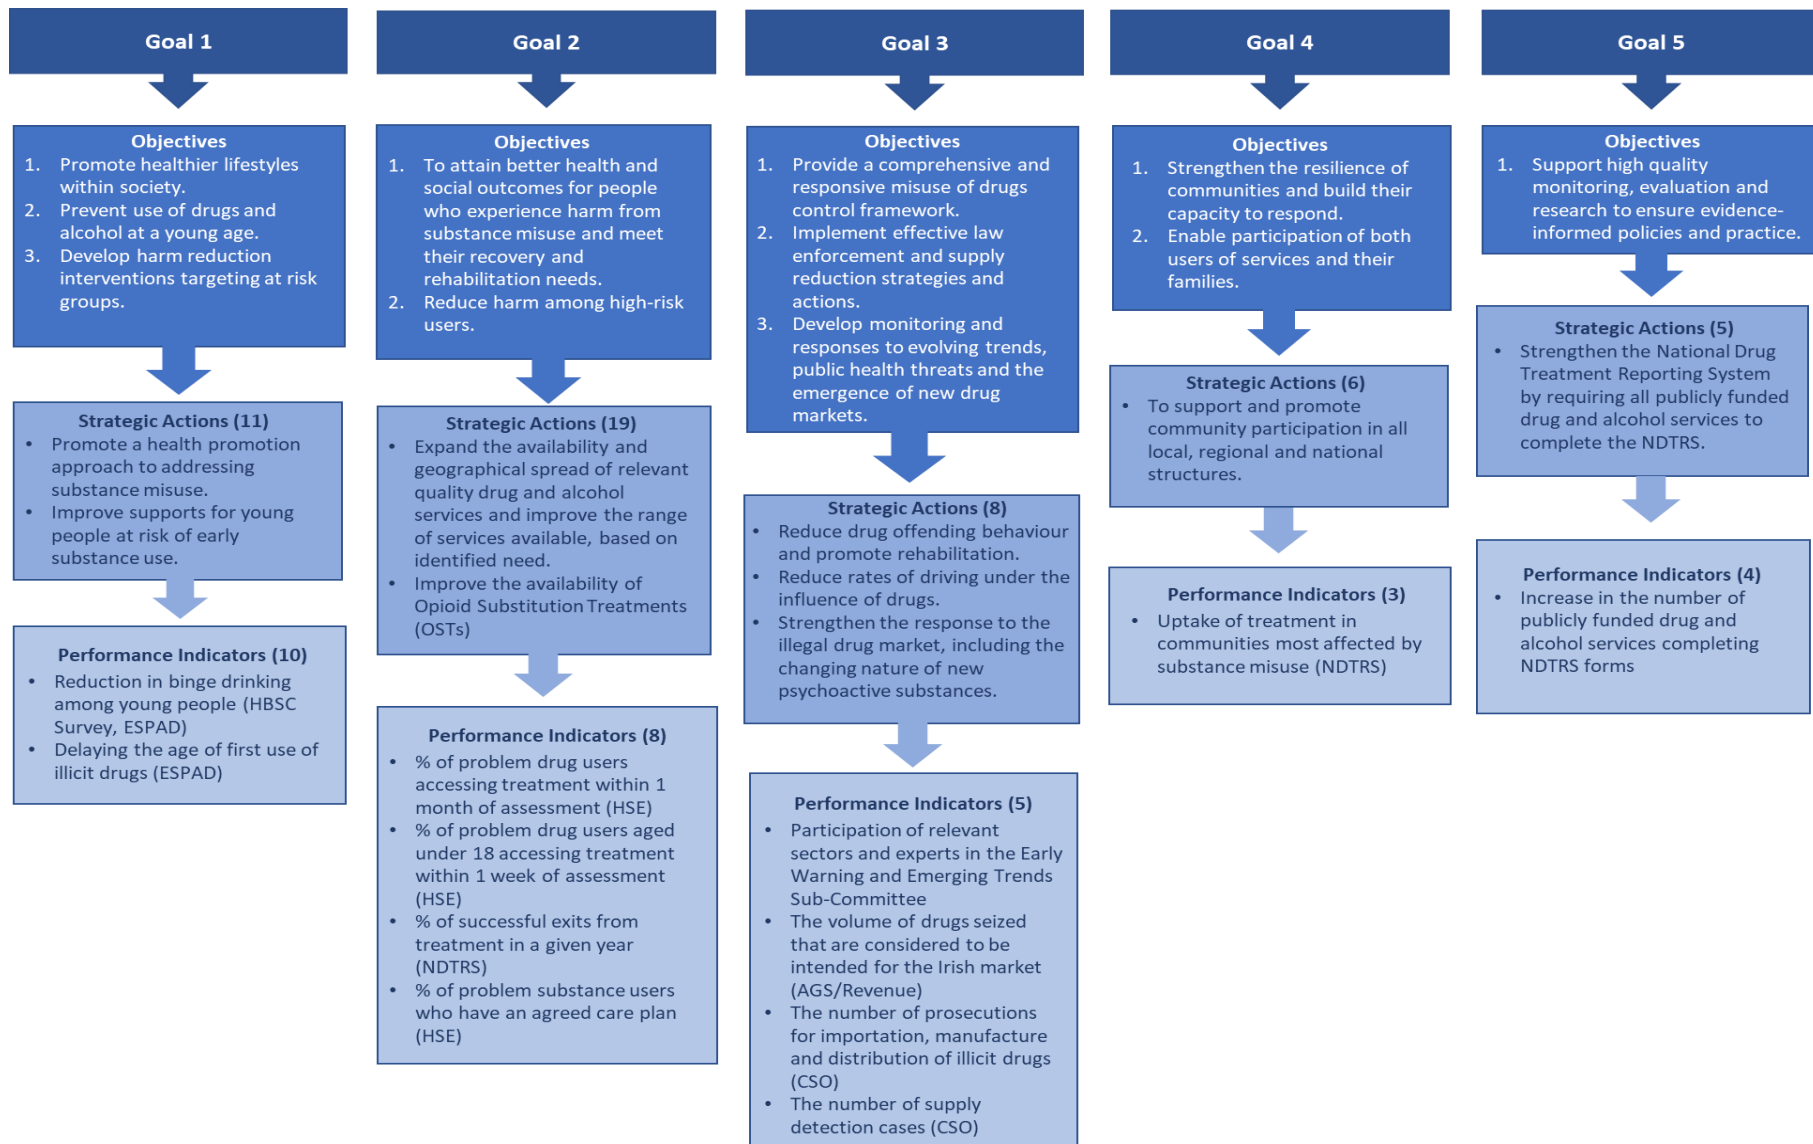 Goal 1
Objectives
1. Promote healthier lifestyles
within society.
2. Prevent use of drugs and
alcohol at a young age.
3. Develop harm reduction
interventions targeting at risk
groups.
Strategic Actions (11)
• Promote a health promotion
approach to addressing
substance misuse.
• Improve supports for young
people at risk of early
substance use.
Performance Indicators (10)
• Reduction in binge drinking
among young people (HBSC
Survey, ESPAD)
• Delaying the age of first use of
illicit drugs (ESPAD)
Goal 2
Objectives
1. To attain better health and
social outcomes for people
who experience harm from
substance misuse and meet
their recovery and
rehabilitation needs.
2. Reduce harm among high-risk
users.
Strategic Actions (19)
• Expand the availability and
geographical spread of relevant
quality drug and alcohol
services and improve the range
of services available, based on
identified need.
• Improve the availability of
Opioid Substitution Treatments
(OSTs)
Performance Indicators (8)
• % of problem drug users
accessing treatment within 1
month of assessment (HSE)
• % of problem drug users aged
under 18 accessing treatment
within 1 week of assessment
(HSE)
• % of successful exits from
treatment in a given year
(NDTRS)
• % of problem substance users
who have an agreed care plan
(HSE)
Goal 3
Objectives
1. Provide a comprehensive and
responsive misuse of drugs
control framework.
2. Implement effective law
enforcement and supply
reduction strategies and
actions.
3. Develop monitoring and
responses to evolving trends,
public health threats and the
emergence of new drug
markets.
Strategic Actions (8)
• Reduce drug offending behaviour
and promote rehabilitation.
• Reduce rates of driving under the
influence of drugs.
• Strengthen the response to the
illegal drug market, including the
changing nature of new
psychoactive substances.
Performance Indicators (5)
• Participation of relevant
sectors and experts in the Early
Warning and Emerging Trends
Sub-Committee
• The volume of drugs seized
that are considered to be
intended for the Irish market
(AGS/Revenue)
• The number of prosecutions
for importation, manufacture
and distribution of illicit drugs
(CSO)
• The number of supply
detection cases (CSO)
Goal 4
Objectives
1. Strengthen the resilience of
communities and build their
capacity to respond.
2. Enable participation of both
users of services and their
families.
Strategic Actions (6)
• To support and promote
community participation in all
local, regional and national
structures.
Performance Indicators (3)
• Uptake of treatment in
communities most affected by
substance misuse (NDTRS)
Goal 5
Objectives
1. Support high quality
monitoring, evaluation and
research to ensure evidence-
informed policies and practice.
Strategic Actions (5)
• Strengthen the National Drug
Treatment Reporting System
by requiring all publicly funded
drug and alcohol services to
complete the NDTRS.
Performance Indicators (4)
• Increase in the number of
publicly funded drug and
alcohol services completing
NDTRS forms